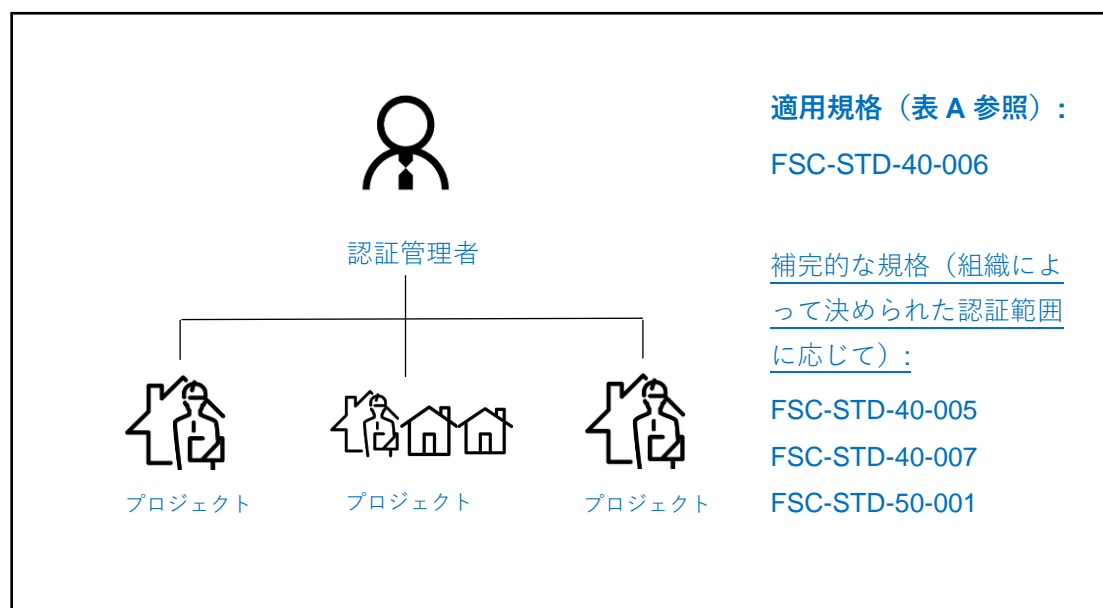 認証管理者
プロジェクト
プロジェクト
プロジェクト
適用規格（表 A 参照）:
FSC-STD-40-006
補完的な規格（組織によ
って決められた認証範囲
に応じて）:
FSC-STD-40-005
FSC-STD-40-007
FSC-STD-50-001